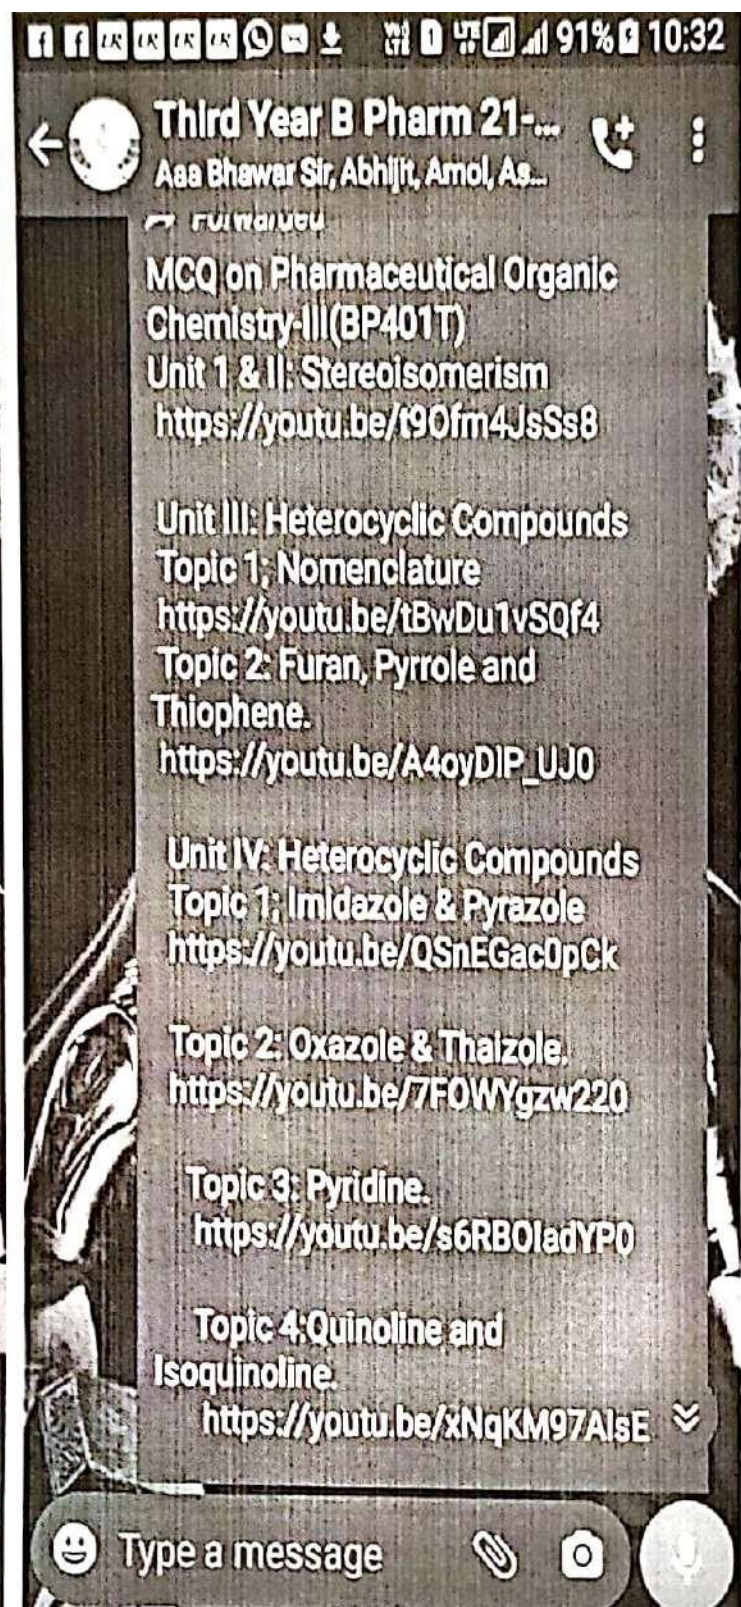 91% 10:32
Third Year B Pharm 21-...
Aaa Bhawar Sir, Abhijit, Amol, As...
Forwarded
MCQ on Pharmaceutical Organic
Chemistry-III(BP401T)
Unit 1 & II: Stereoisomerism
https://youtu.be/t9Ofm4JsSs8
Unit III: Heterocyclic Compounds
Topic 1; Nomenclature
https://youtu.be/tBwDu1vSQf4
Topic 2: Furan, Pyrrole and
Thiophene.
https://youtu.be/A4oyDIP_UJ0
Unit IV: Heterocyclic Compounds
Topic 1; Imidazole & Pyrazole
https://youtu.be/QSnEGac0pCk
Topic 2: Oxazole & Thaizole.
https://youtu.be/7F0WYgzw220
Topic 3: Pyridine.
https://youtu.be/s6RBOIadYP0
Topic 4:Quinoline and
Isoquinoline.
https://youtu.be/xNqKM97AlsE
Type a message